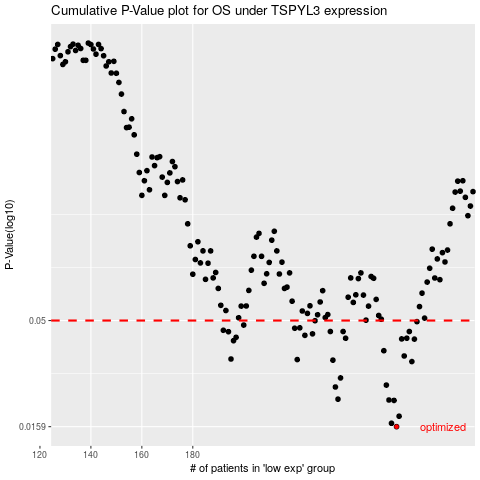 Cumulative P-Value plot for OS under TSPYL3 expression
P-Value(log10)
0.05
0.0159
optimized
120 140 160 180
# of patients in 'low exp' group